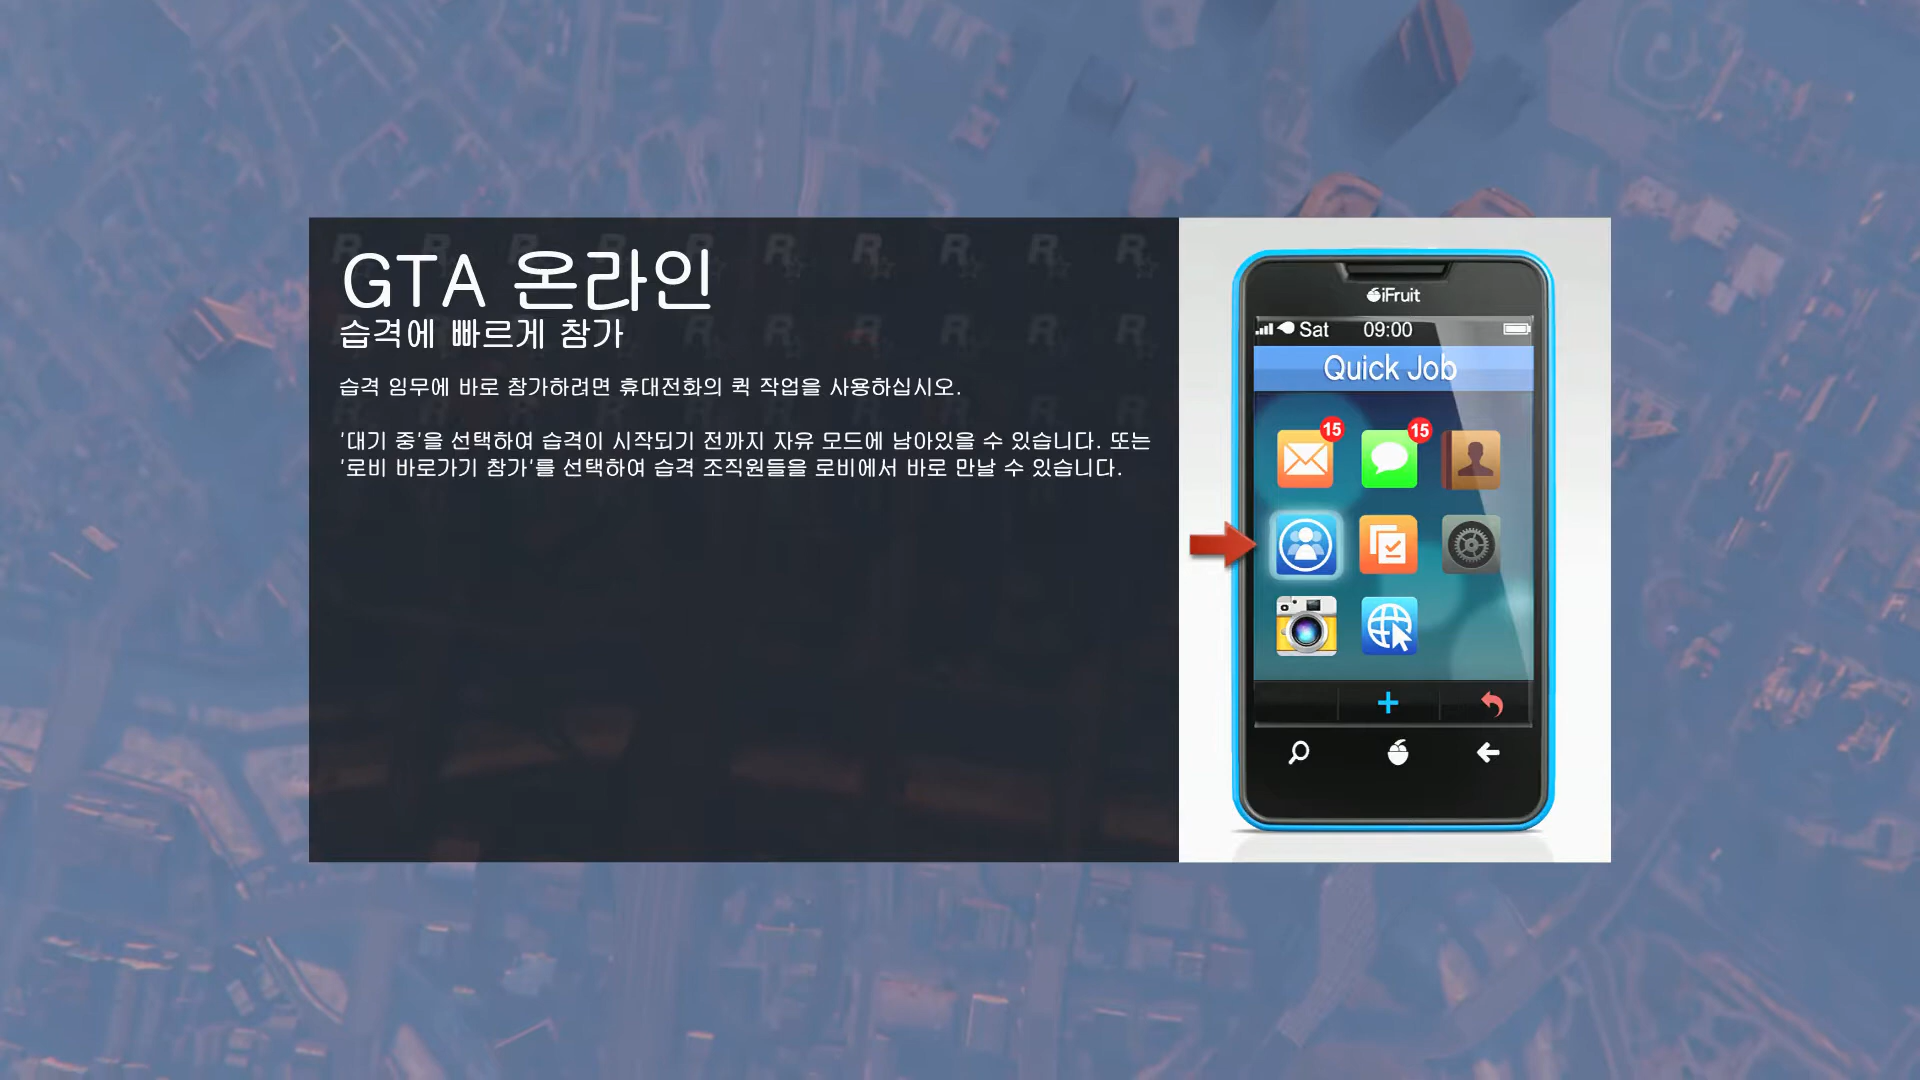 GTA 온라인
습격에 빠르게 참가
습격 임무에 바로 참가하려면 휴대전화의 퀵 작업을 사용하십시오.
'대기 중'을 선택하여 습격이 시작되기 전까지 자유 모드에 남아있을 수 있습니다. 또는
'로비 바로가기 참가'를 선택하여 습격 조직원들을 로비에서 바로 만날 수 있습니다.
iFruit
Sat 09:00
Quick Job
15 15